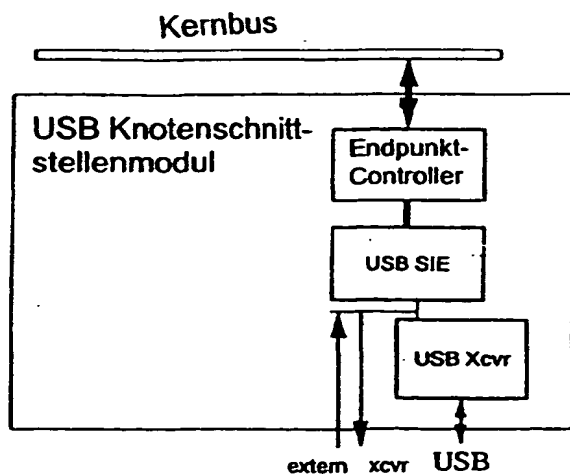 Kernbus
USB Knotenschnitt-
stellenmodul
Endpunkt-
Controller
USB SIE
USB Xcvr
extern xcvr USB